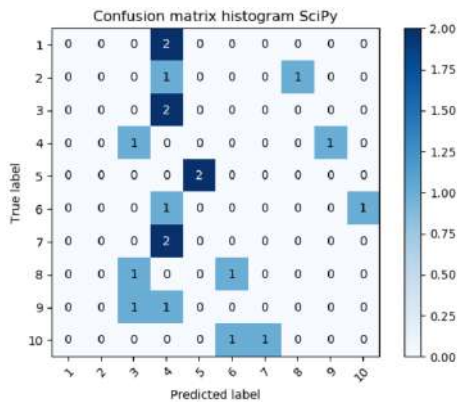 Confusion matrix histogram SciPy
True label
1 0 0 0 2 0 0 0 0 0 0
2 0 0 0 1 0 0 0 1 0 0
3 0 0 0 2 0 0 0 0 0 0
4 0 0 1 0 0 0 0 0 1 0
5 0 0 0 0 2 0 0 0 0 0
6 0 0 0 1 0 0 0 0 0 1
7 0 0 0 2 0 0 0 0 0 0
8 0 0 1 0 0 1 0 0 0 0
9 0 0 1 1 0 0 0 0 0 0
10 0 0 0 0 0 1 1 0 0 0
1 2 3 4 5 6 7 8 9 10
Predicted label
2.00
1.75
1.50
1.25
1.00
0.75
0.50
0.25
0.00